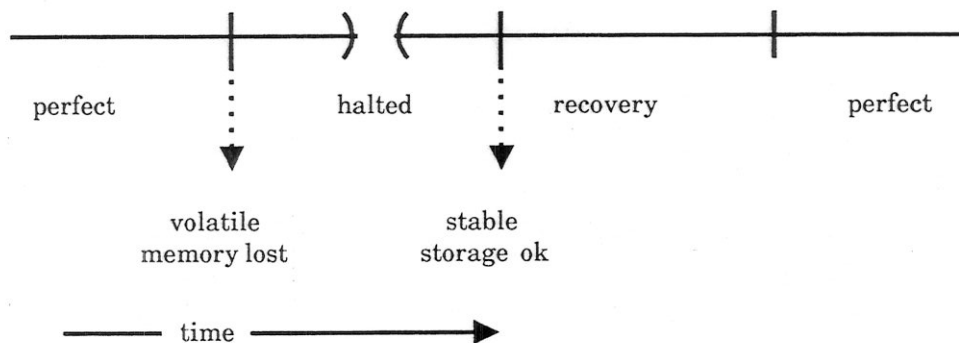 perfect halted recovery perfect
volatile stable
memory lost storage ok
time